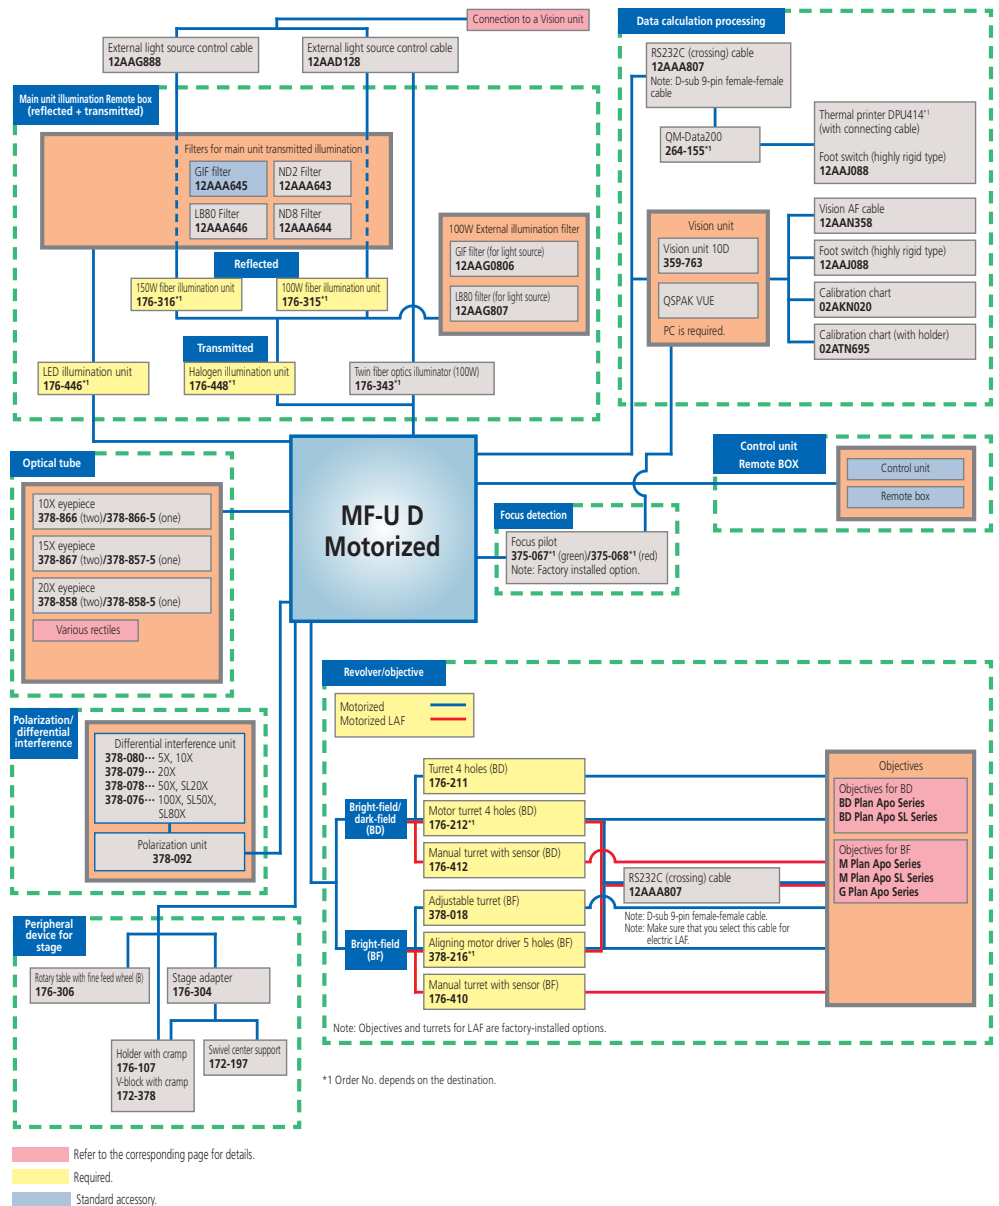 Connection to a Vision unit
External light source control cable
12AAG888
External light source control cable
12AAD128
Main unit illumination Remote box
(reflected + transmitted)
Filters for main unit transmitted illumination
GIF filter
12AAA645
ND2 Filter
12AAA643
LB80 Filter
12AAA646
ND8 Filter
12AAA644
Reflected
150W fiber illumination unit
176-316*1
100W fiber illumination unit
176-315*1
100W External illumination filter
GIF filter (for light source)
12AAG0806
LB80 filter (for light source)
12AAG807
Transmitted
LED illumination unit
176-446*1
Halogen illumination unit
176-448*1
Twin fiber optics illuminator (100W)
176-343*1
Data calculation processing
RS232C (crossing) cable
12AAA807
Note: D-sub 9-pin female-female
cable
QM-Data200
264-155*1
Thermal printer DPU414*1
(with connecting cable)
Foot switch (highly rigid type)
12AAJ088
Vision unit
Vision unit 10D
359-763
QSPAK VUE
PC is required.
Vision AF cable
12AAN358
Foot switch (highly rigid type)
12AAJ088
Calibration chart
02AKN020
Calibration chart (with holder)
02ATN695
MF-U D
Motorized
Control unit
Remote BOX
Control unit
Remote box
Optical tube
10X eyepiece
378-866 (two)/378-866-5 (one)
15X eyepiece
378-867 (two)/378-857-5 (one)
20X eyepiece
378-858 (two)/378-858-5 (one)
Various rectiles
Focus detection
Focus pilot
375-067*1 (green)/375-068*1 (red)
Note: Factory installed option.
Polarization/
differential
interference
Differential interference unit
378-080··· 5X, 10X
378-079··· 20X
378-078··· 50X, SL20X
378-076··· 100X, SL50X,
SL80X
Polarization unit
378-092
Peripheral
device for
stage
Rotary table with fine feed wheel (B)
176-306
Stage adapter
176-304
Holder with cramp
176-107
V-block with cramp
172-378
Swivel center support
172-197
Revolver/objective
Motorized
Motorized LAF
Bright-field/
dark-field
(BD)
Turret 4 holes (BD)
176-211
Motor turret 4 holes (BD)
176-212*1
Manual turret with sensor (BD)
176-412
Bright-field
(BF)
Adjustable turret (BF)
378-018
Aligning motor driver 5 holes (BF)
378-216*1
Manual turret with sensor (BF)
176-410
RS232C (crossing) cable
12AAA807
Note: D-sub 9-pin female-female cable.
Note: Make sure that you select this cable for
electric LAF.
Objectives
Objectives for BD
BD Plan Apo Series
BD Plan Apo SL Series
Objectives for BF
M Plan Apo Series
M Plan Apo SL Series
G Plan Apo Series
Note: Objectives and turrets for LAF are factory-installed options.
*1 Order No. depends on the destination.
Refer to the corresponding page for details.
Required.
Standard accessory.